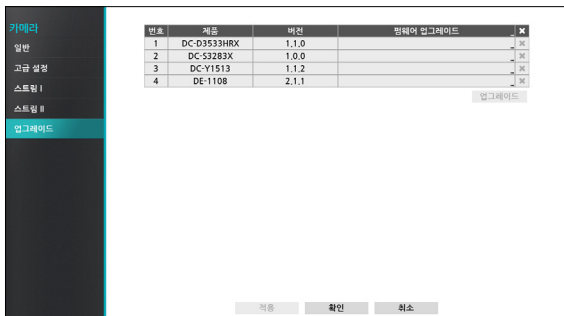 카메라
일반
고급 설정
스트림 I
스트림 II
업그레이드
번호 제품 버전 펌웨어 업그레이드
1 DC-D3533HRX 1.1.0
2 DC-S3283X 1.0.0
3 DC-Y1513 1.1.2
4 DE-1108 2.1.1
업그레이드
적용 확인 취소